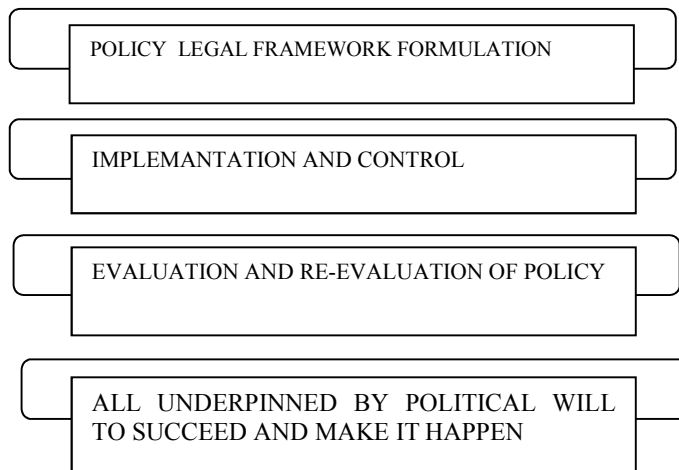 POLICY LEGAL FRAMEWORK FORMULATION
IMPLEMANTATION AND CONTROL
EVALUATION AND RE-EVALUATION OF POLICY
ALL UNDERPINNED BY POLITICAL WILL
TO SUCCEED AND MAKE IT HAPPEN